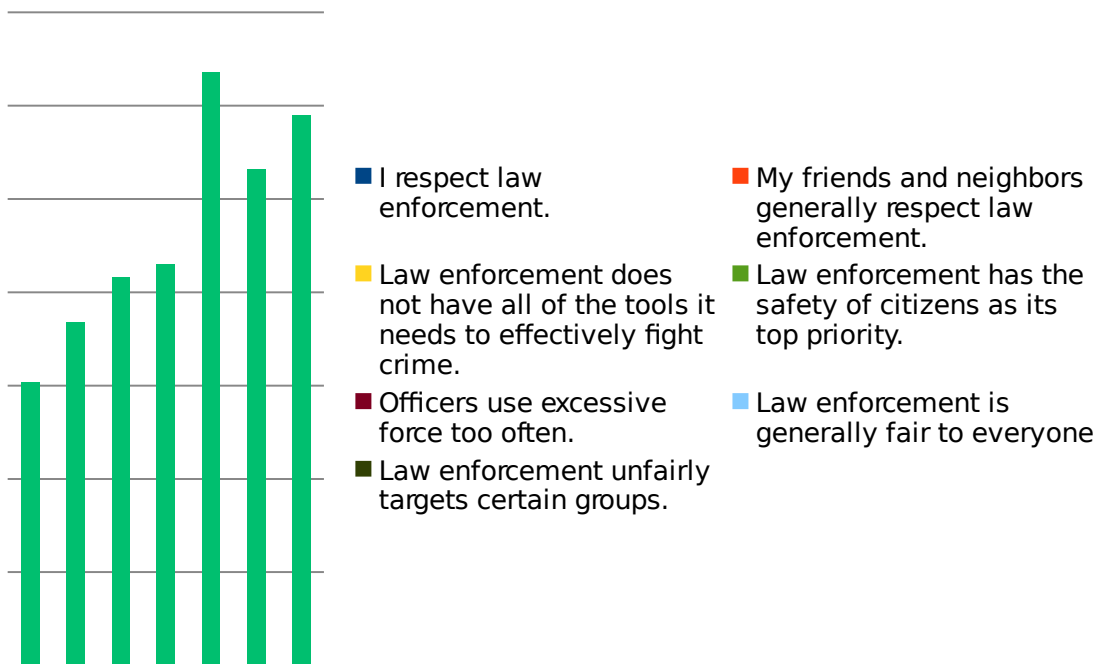 I respect law
enforcement.
My friends and neighbors
generally respect law
enforcement.
Law enforcement does
not have all of the tools it
needs to effectively fight
crime.
Law enforcement has the
safety of citizens as its
top priority.
Officers use excessive
force too often.
Law enforcement is
generally fair to everyone
Law enforcement unfairly
targets certain groups.